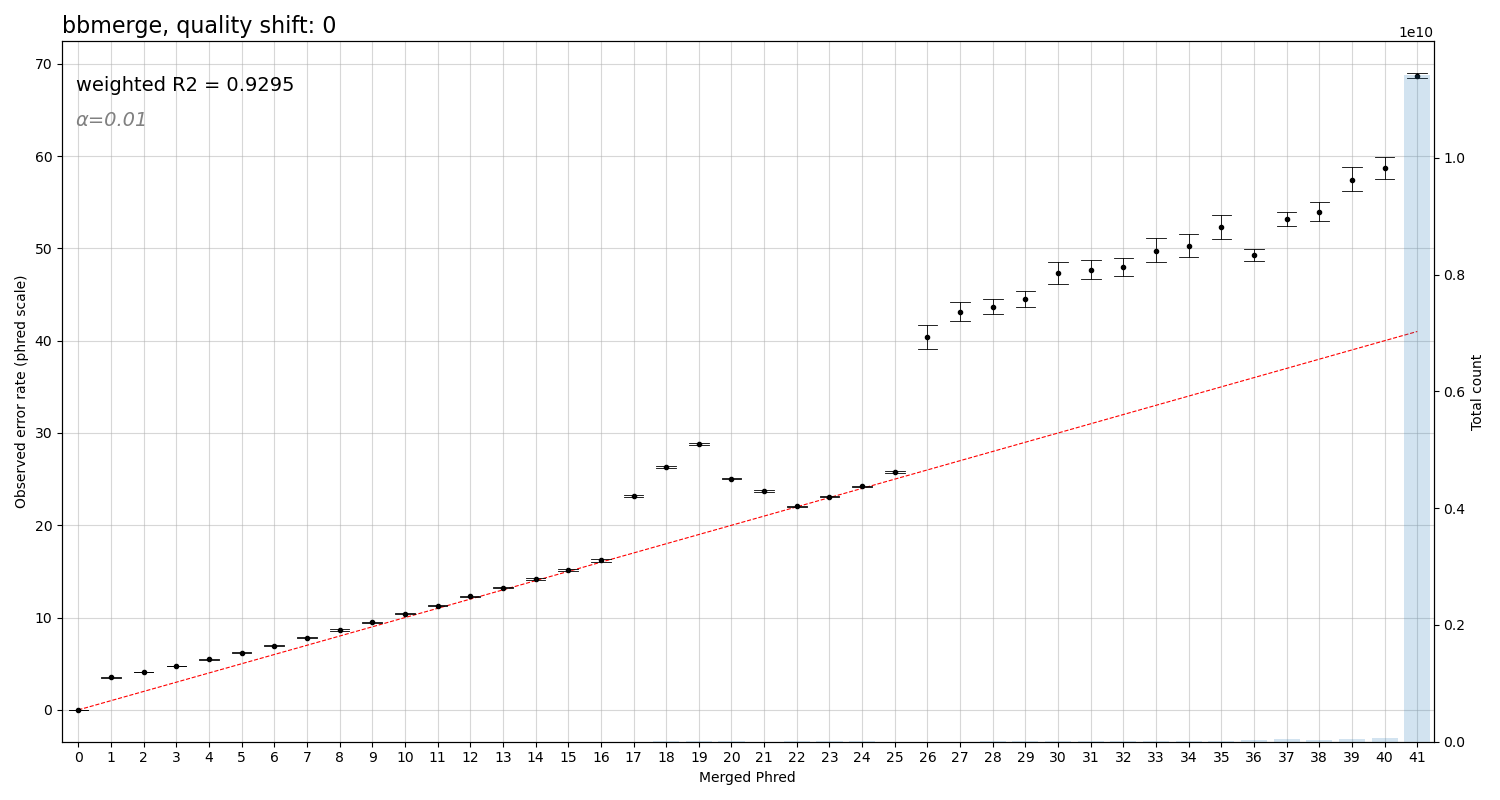 bbmerge, quality shift: 0
1e10
weighted R2 = 0.9295
α=0.01
70
60
50
40
30
20
10
0
Observed error rate (phred scale)
1.0
0.8
0.6
0.4
0.2
0.0
Total count
0 1 2 3 4 5 6 7 8 9 10 11 12 13 14 15 16 17 18 19 20 21 22 23 24 25 26 27 28 29 30 31 32 33 34 35 36 37 38 39 40 41
Merged Phred